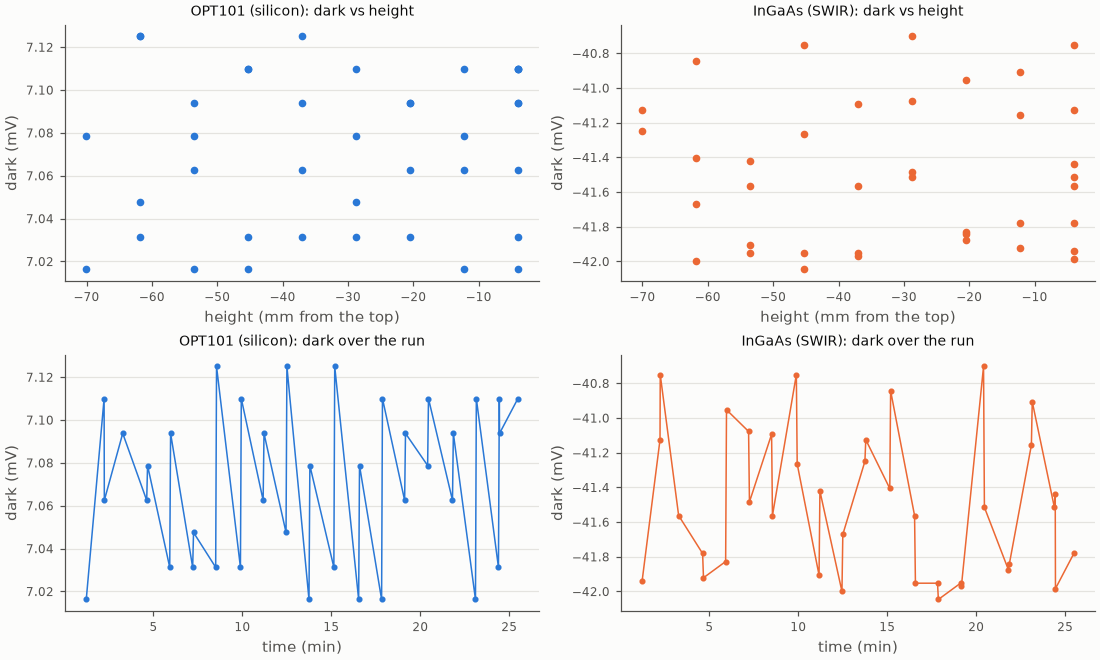 OPT101 (silicon): dark vs height
dark (mV)
7.12
7.10
7.08
7.06
7.04
7.02
−70 −60 −50 −40 −30 −20 −10
height (mm from the top)
InGaAs (SWIR): dark vs height
dark (mV)
−40.8
−41.0
−41.2
−41.4
−41.6
−41.8
−42.0
−70 −60 −50 −40 −30 −20 −10
height (mm from the top)
OPT101 (silicon): dark over the run
dark (mV)
7.12
7.10
7.08
7.06
7.04
7.02
5 10 15 20 25
time (min)
InGaAs (SWIR): dark over the run
dark (mV)
−40.8
−41.0
−41.2
−41.4
−41.6
−41.8
−42.0
5 10 15 20 25
time (min)